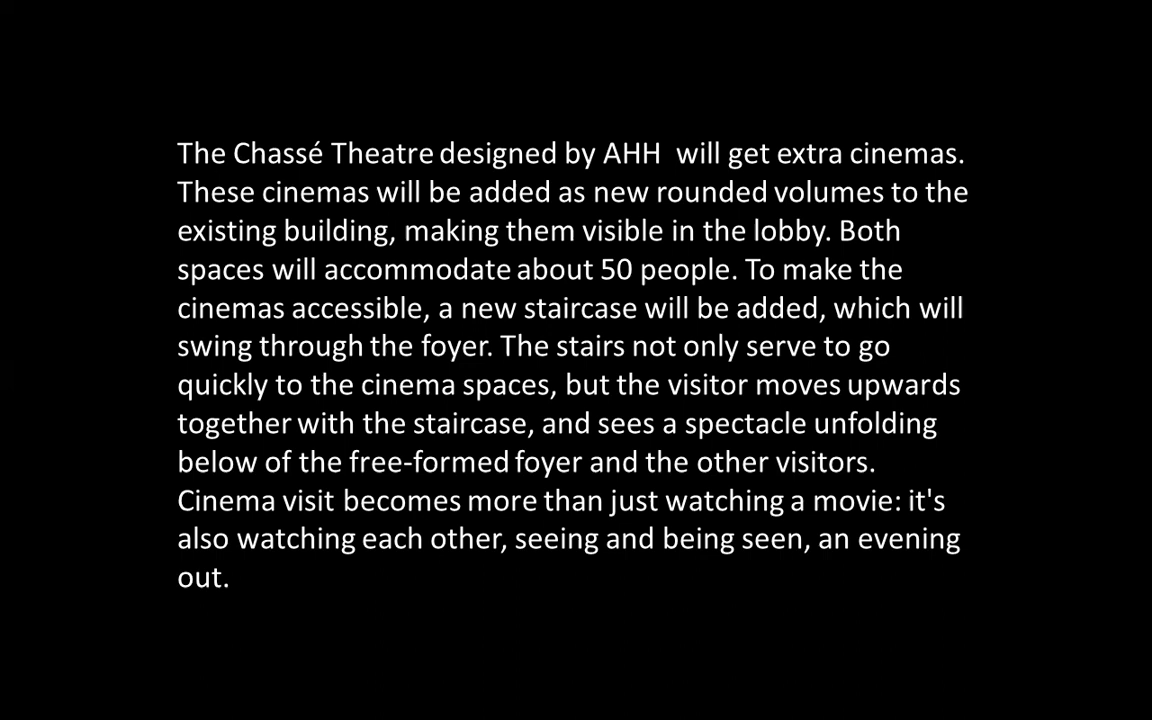 The Chassé Theatre designed by AHH  will get extra cinemas.
These cinemas will be added as new rounded volumes to the
existing building, making them visible in the lobby. Both
spaces will accommodate about 50 people. To make the
cinemas accessible, a new staircase will be added, which will
swing through the foyer. The stairs not only serve to go
quickly to the cinema spaces, but the visitor moves upwards
together with the staircase, and sees a spectacle unfolding
below of the free-formed foyer and the other visitors.
Cinema visit becomes more than just watching a movie: it's
also watching each other, seeing and being seen, an evening
out.